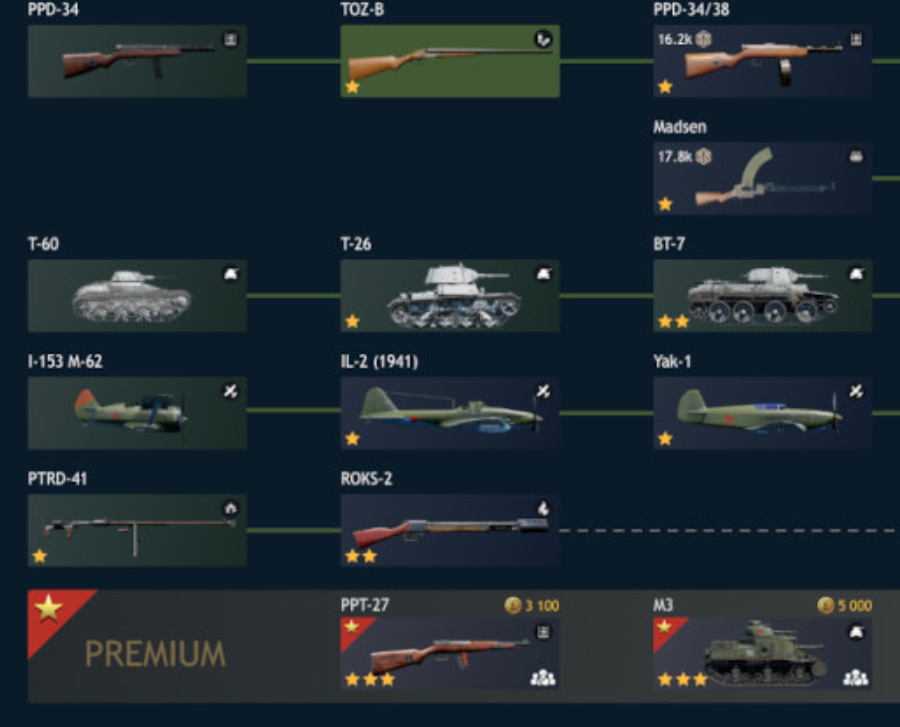 PPD-34 TOZ-B PPD-34/38
16.2k
Madsen
17.8k
T-60 T-26 BT-7
I-153 M-62 IL-2 (1941) Yak-1
PTRD-41 ROKS-2
PPT-27 3 100 M3 5 000
PREMIUM